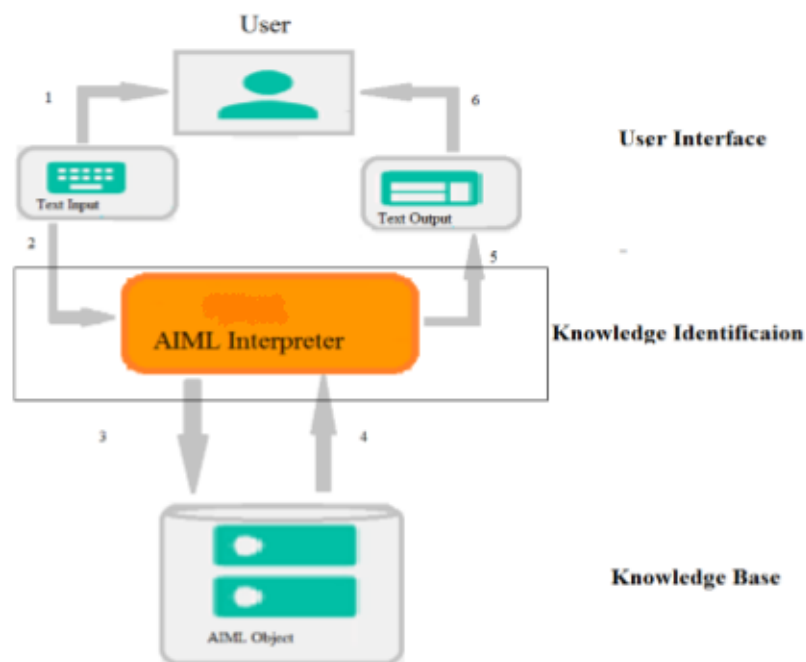 User
1
6
User Interface
Text Input
Text Output
2
5
AIML Interpreter
Knowledge Identificaion
3
4
Knowledge Base
AIML Object